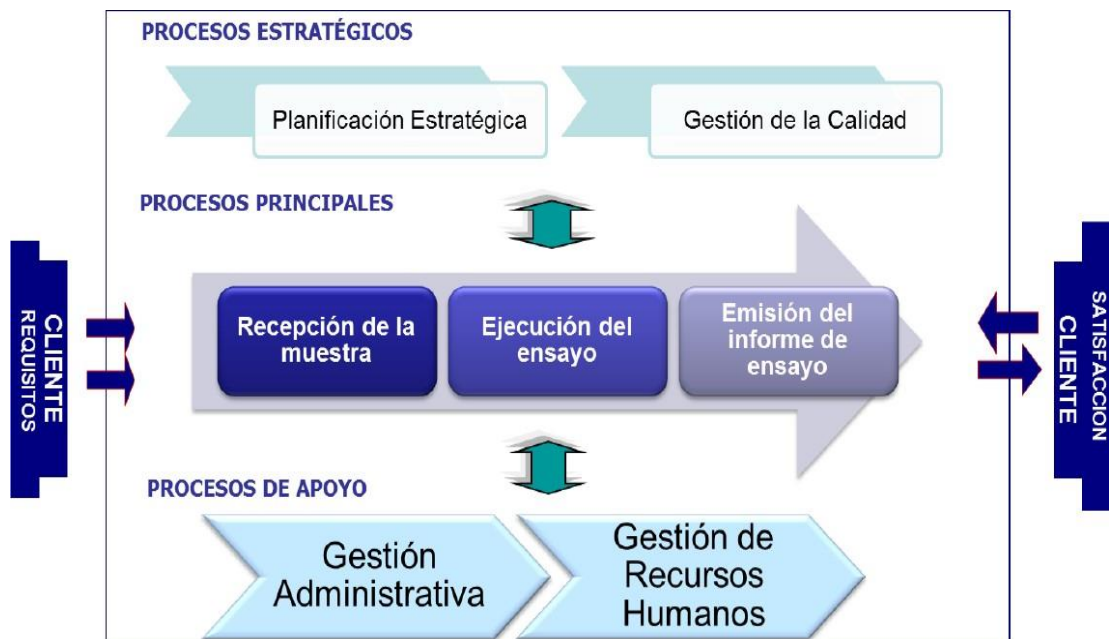 PROCESOS ESTRATÉGICOS
Planificación Estratégica
Gestión de la Calidad
PROCESOS PRINCIPALES
CLIENTE
REQUISITOS
Recepción de la
muestra
Ejecución del
ensayo
Emisión del
informe de
ensayo
SATISFACCION
CLIENTE
PROCESOS DE APOYO
Gestión
Administrativa
Gestión de
Recursos
Humanos